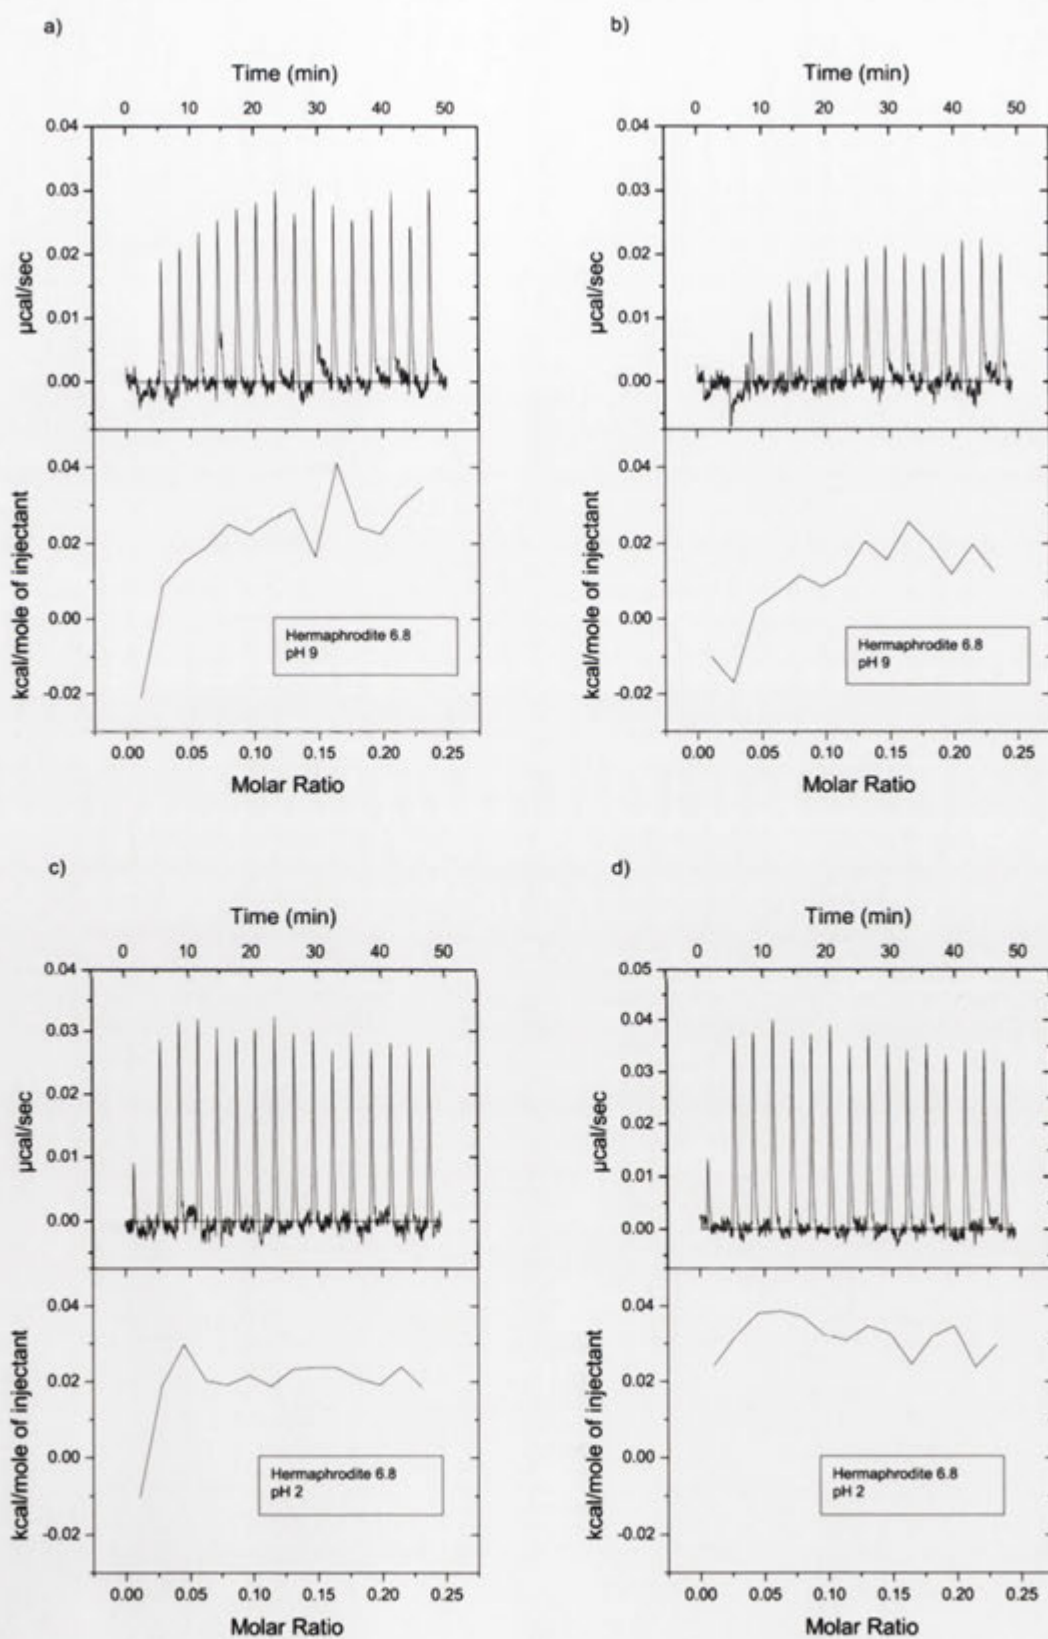 a)
Time (min)
0 10 20 30 40 50
0.04
0.03
0.02
0.01
0.00
µcal/sec
0.04
0.02
0.00
-0.02
kcal/mole of injectant
Hermaphrodite 6.8
pH 9
0.00 0.05 0.10 0.15 0.20 0.25
Molar Ratio
b)
Time (min)
0 10 20 30 40 50
0.04
0.03
0.02
0.01
0.00
µcal/sec
0.04
0.02
0.00
-0.02
kcal/mole of injectant
Hermaphrodite 6.8
pH 9
0.00 0.05 0.10 0.15 0.20 0.25
Molar Ratio
c)
Time (min)
0 10 20 30 40 50
0.04
0.03
0.02
0.01
0.00
µcal/sec
0.04
0.02
0.00
-0.02
kcal/mole of injectant
Hermaphrodite 6.8
pH 2
0.00 0.05 0.10 0.15 0.20 0.25
Molar Ratio
d)
Time (min)
0 10 20 30 40 50
0.05
0.04
0.03
0.02
0.01
0.00
µcal/sec
0.04
0.02
0.00
-0.02
kcal/mole of injectant
Hermaphrodite 6.8
pH 2
0.00 0.05 0.10 0.15 0.20 0.25
Molar Ratio